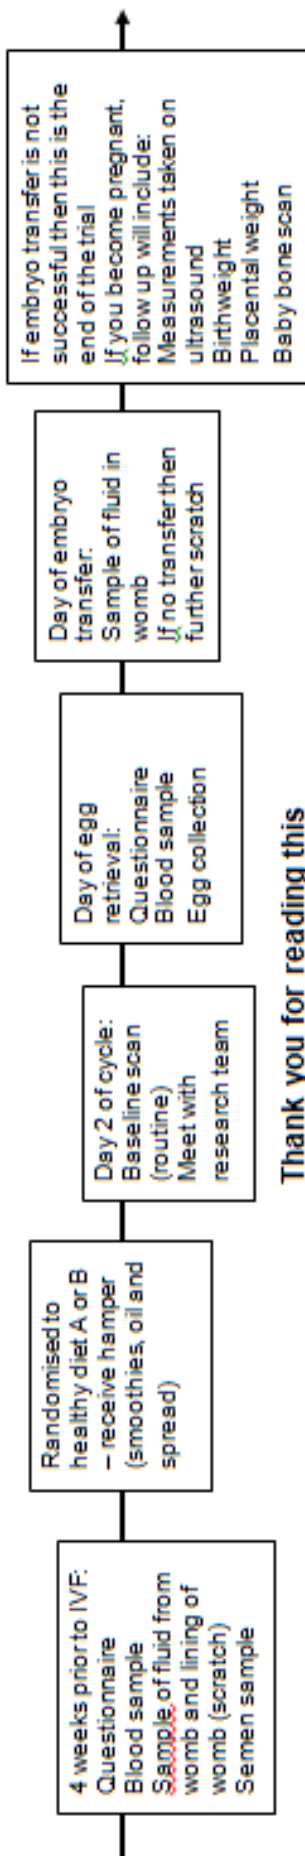 4 weeks prior to IVF:
Questionnaire
Blood sample
Sample of fluid from
womb and lining of
womb (scratch)
Semen sample
Randomised to
healthy diet A or B
– receive hamper
(smoothies, oil and
spread)
Day 2 of cycle:
Baseline scan
(routine)
Meet with
research team
Day of egg
retrieval:
Questionnaire
Blood sample
Egg collection
Day of embryo
transfer:
Sample of fluid in
womb
If no transfer then
further scratch
If embryo transfer is not
successful then this is the
end of the trial
If you become pregnant,
follow up will include:
Measurements taken on
ultrasound
Birthweight
Placental weight
Baby bone scan
Thank you for reading this